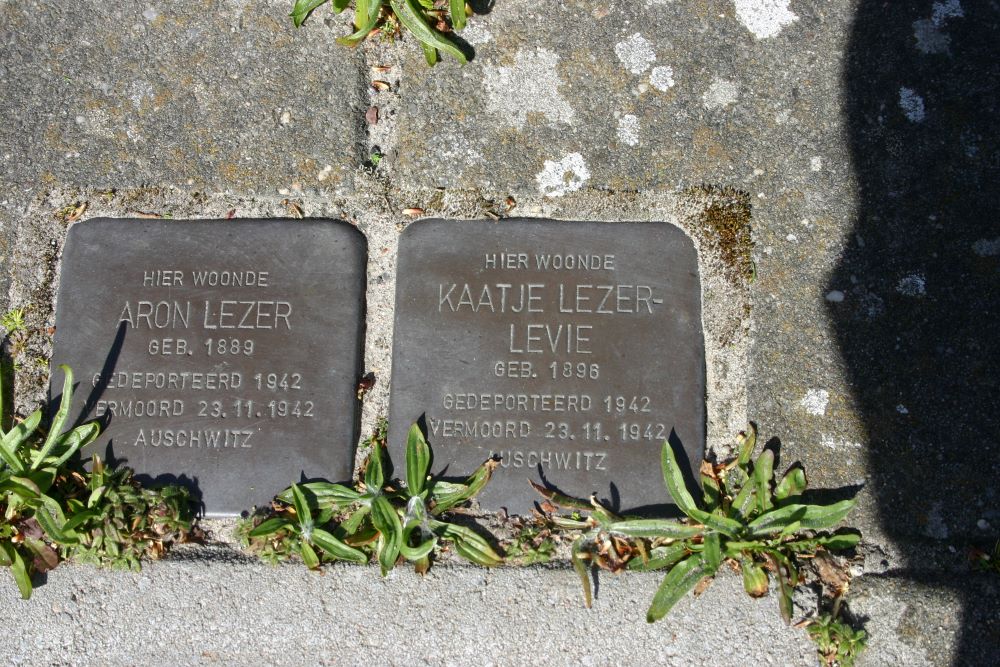 HIER WOONDE
ARON LEZER
GEB. 1889
GEDEPORTEERD 1942
VERMOORD 23.11.1942
AUSCHWITZ
HIER WOONDE
KAATJE LEZER-
LEVIE
GEB. 1896
GEDEPORTEERD 1942
VERMOORD 23.11.1942
AUSCHWITZ